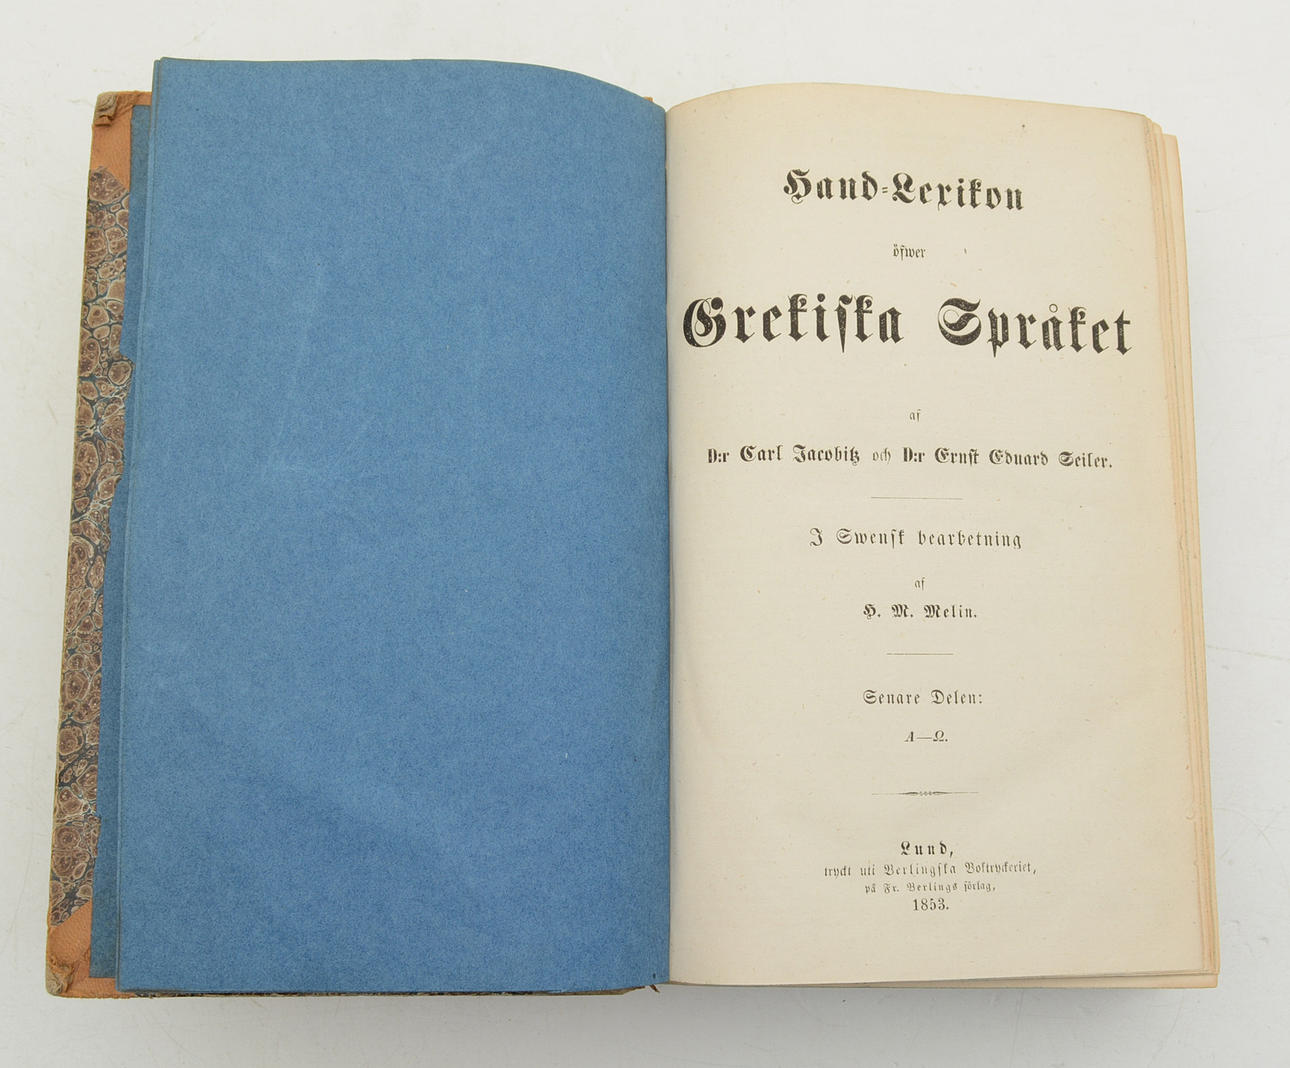 Hand-Lexikon
öfwer
Grekiska Språket
af
D:r Carl Jacobitz och D:r Ernst Eduard Seiler.
I Swensk bearbetning
af
H. M. Melin.
Senare Delen:
Λ—Ω.
Lund,
tryckt uti Berlingska Boktryckeriet,
på Fr. Berlings förlag,
1853.